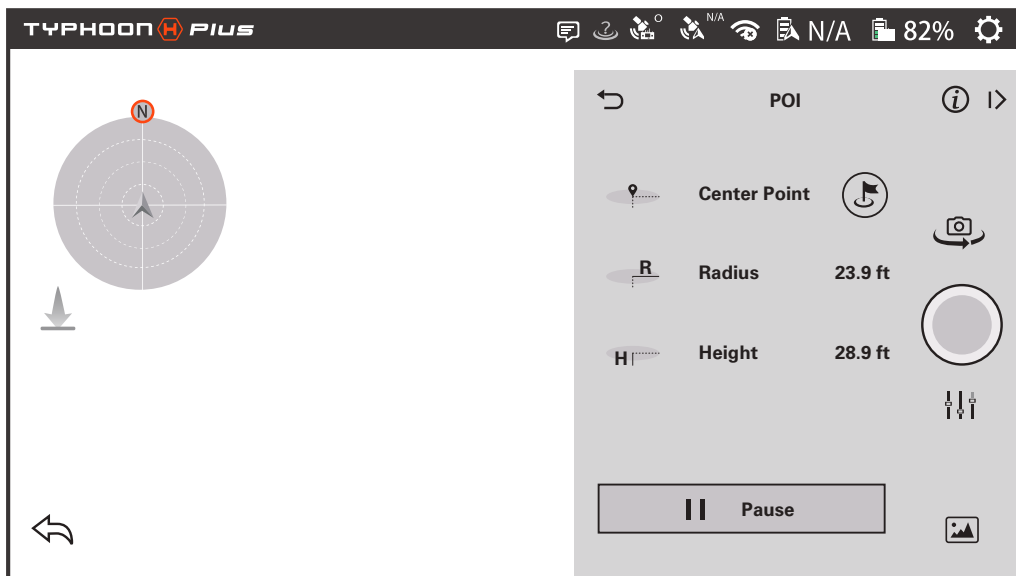 TYPHOON H Plus
? O N/A N/A 82%
N
POI i
Center Point
R Radius 23.9 ft
H Height 28.9 ft
Pause